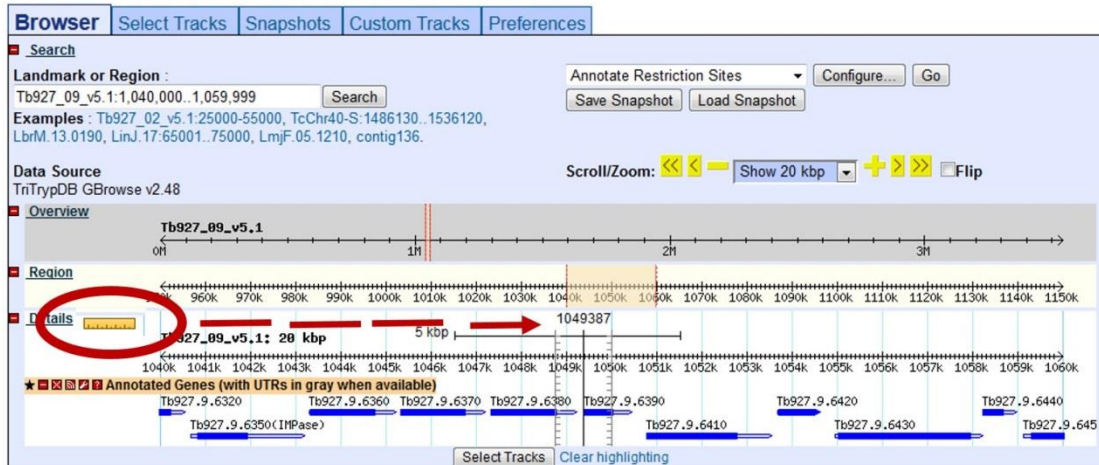 Browser Select Tracks Snapshots Custom Tracks Preferences
Search
Landmark or Region :
Tb927_09_v5.1:1,040,000..1,059,999 Search
Examples : Tb927_02_v5.1:25000-55000, TcChr40-S:1486130..1536120,
LbrM.13.0190, LinJ.17:65001..75000, LmjF.05.1210, contig136.
Annotate Restriction Sites Configure... Go
Save Snapshot Load Snapshot
Data Source
TriTrypDB GBrowse v2.48
Scroll/Zoom: Show 20 kbp Flip
Overview
Tb927_09_v5.1
0M 1M 2M 3M
Region
960k 970k 980k 990k 1000k 1010k 1020k 1030k 1040k 1050k 1060k 1070k 1080k 1090k 1100k 1110k 1120k 1130k 1140k 1150k
Details
1049387
5 kbp
Tb927_09_v5.1: 20 kbp
1040k 1041k 1042k 1043k 1044k 1045k 1046k 1047k 1048k 1049k 1050k 1051k 1052k 1053k 1054k 1055k 1056k 1057k 1058k 1059k 1060k
Annotated Genes (with UTRs in gray when available)
Tb927.9.6320 Tb927.9.6360 Tb927.9.6370 Tb927.9.6380 Tb927.9.6390 Tb927.9.6420 Tb927.9.6440
Tb927.9.6350(IMPase) Tb927.9.6410 Tb927.9.6430 Tb927.9.645
Select Tracks Clear highlighting